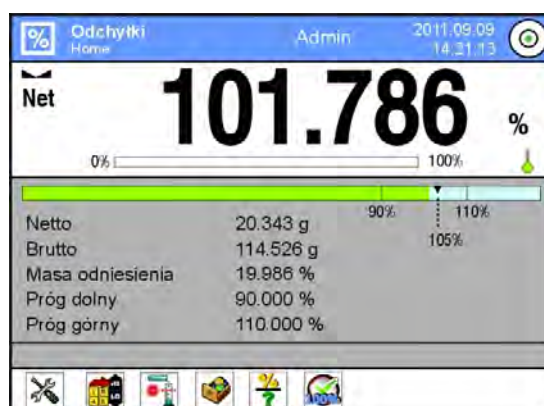 % Odchyłki Admin 2011.09.09
Home 14:31:13
Net 101.786 %
0% 100%
90% 110%
105%
Netto 20.343 g
Brutto 114.526 g
Masa odniesienia 19.986 %
Próg dolny 90.000 %
Próg górny 110.000 %
%
? 100%